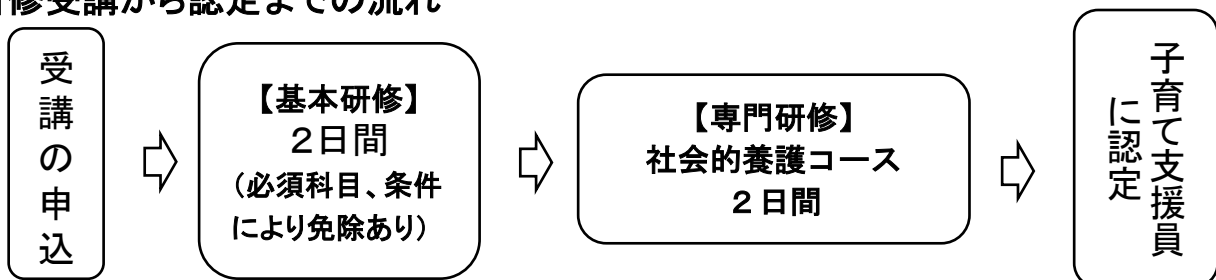 修受講から認定までの流れ
受講の申込
【基本研修】
２日間
（必須科目、条件
により免除あり）
【専門研修】
社会的養護コース
２日間
子育て支援員
に認定